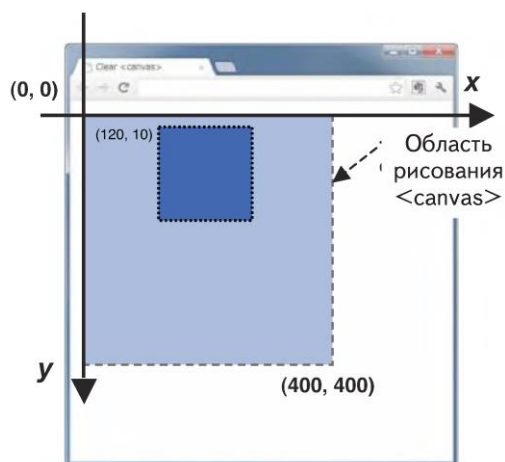 Clear <canvas>
(0, 0)
x
(120, 10)
Область
рисования
<canvas>
y
(400, 400)